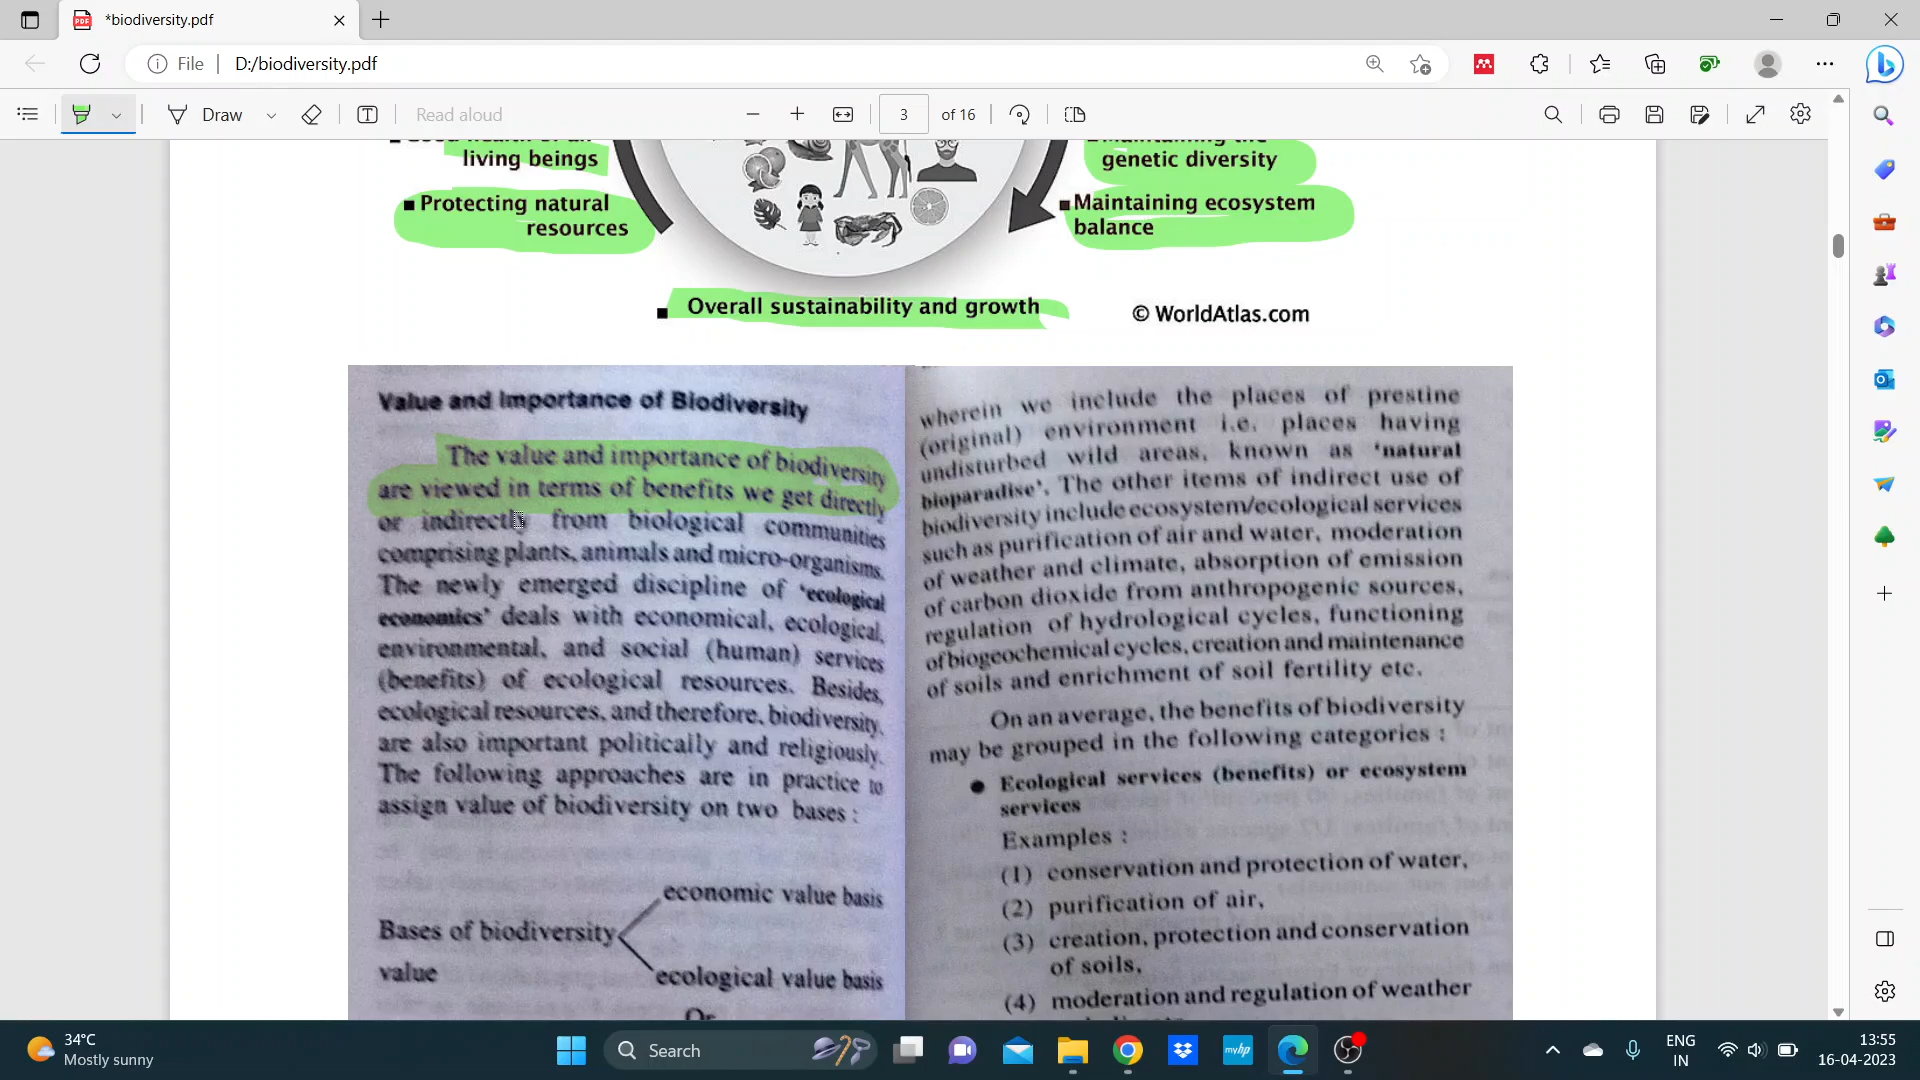 *biodiversity.pdf
File
D:/biodiversity.pdf
Draw
Read aloud
3
of 16
living beings
genetic diversity
Protecting natural
resources
Maintaining ecosystem
balance
Overall sustainability and growth
© WorldAtlas.com
Value and Importance of Biodiversity
The value and importance of biodiversity
are viewed in terms of benefits we get directly
or indirectly from biological communities
comprising plants, animals and micro-organisms.
The newly emerged discipline of 'ecological
economics' deals with economical, ecological,
environmental, and social (human) services
(benefits) of ecological resources. Besides,
ecological resources, and therefore, biodiversity,
are also important politically and religiously.
The following approaches are in practice to
assign value of biodiversity on two bases :
economic value basis
Bases of biodiversity
value
ecological value basis
Or
wherein we include the places of prestine
(original) environment i.e. places having
undisturbed wild areas, known as 'natural
bioparadise'. The other items of indirect use of
biodiversity include ecosystem/ecological services
such as purification of air and water, moderation
of weather and climate, absorption of emission
of carbon dioxide from anthropogenic sources,
regulation of hydrological cycles, functioning
of biogeochemical cycles, creation and maintenance
of soils and enrichment of soil fertility etc.
On an average, the benefits of biodiversity
may be grouped in the following categories :
Ecological services (benefits) or ecosystem
services
Examples :
(1) conservation and protection of water,
(2) purification of air,
(3) creation, protection and conservation
of soils,
(4) moderation and regulation of weather
34°C
Mostly sunny
Search
myhp
ENG
IN
13:55
16-04-2023